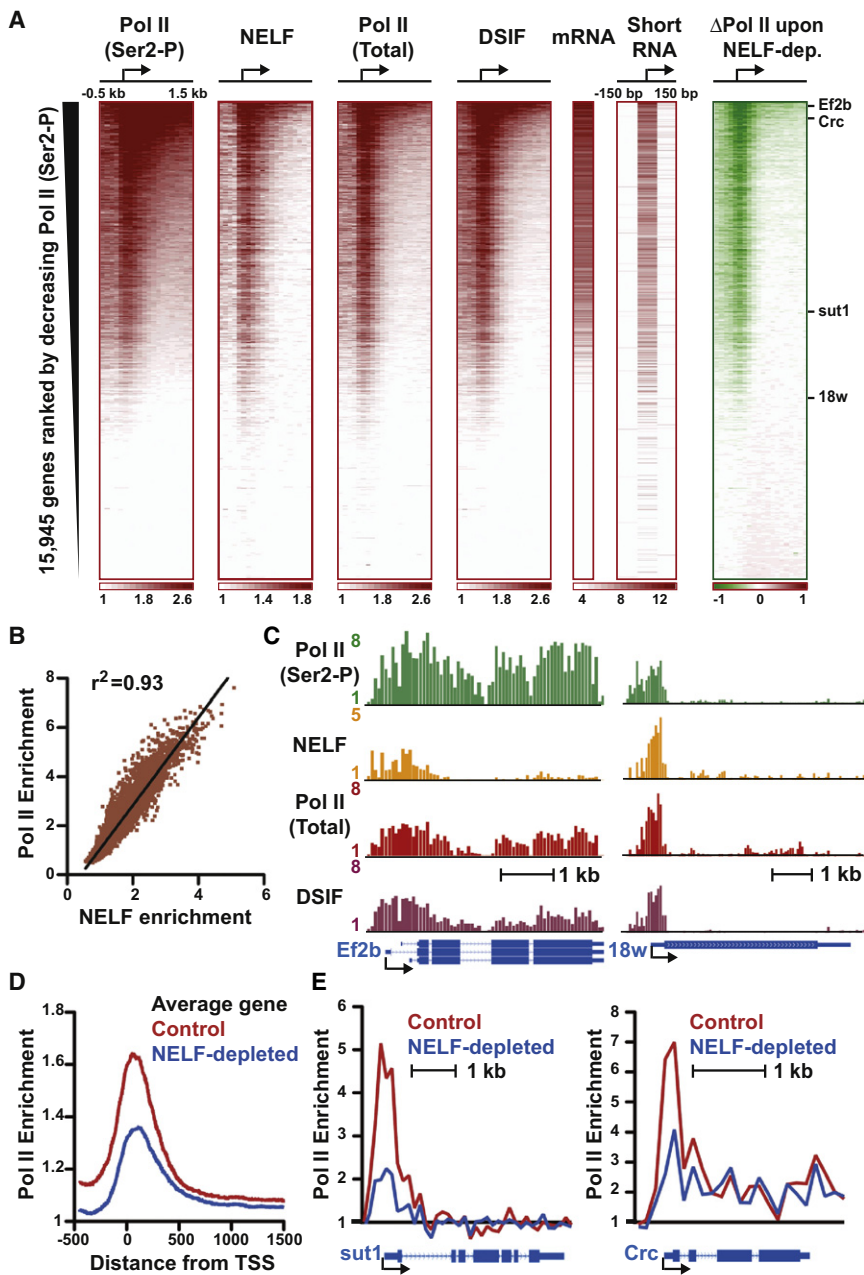 A
Pol II
(Ser2-P)
NELF
Pol II
(Total)
DSIF
mRNA
Short
RNA
ΔPol II upon
NELF-dep.
-0.5 kb 1.5 kb
-150 bp 150 bp
15,945 genes ranked by decreasing Pol II (Ser2-P)
Ef2b
Crc
sut1
18w
1 1.8 2.6
1 1.4 1.8
1 1.8 2.6
1 1.8 2.6
4 8 12
-1 0 1
B
r²=0.93
Pol II Enrichment
8
6
4
2
0
0 2 4 6
NELF enrichment
C
Pol II
(Ser2-P)
8
1
NELF
5
1
Pol II
(Total)
8
1
1 kb
1 kb
DSIF
8
1
Ef2b
18w
D
Average gene
Control
NELF-depleted
Pol II Enrichment
1.8
1.6
1.4
1.2
1
-500 0 500 1000 1500
Distance from TSS
E
Pol II Enrichment
6
5
4
3
2
1
Control
NELF-depleted
1 kb
sut1
Pol II Enrichment
8
7
6
5
4
3
2
1
Control
NELF-depleted
1 kb
Crc